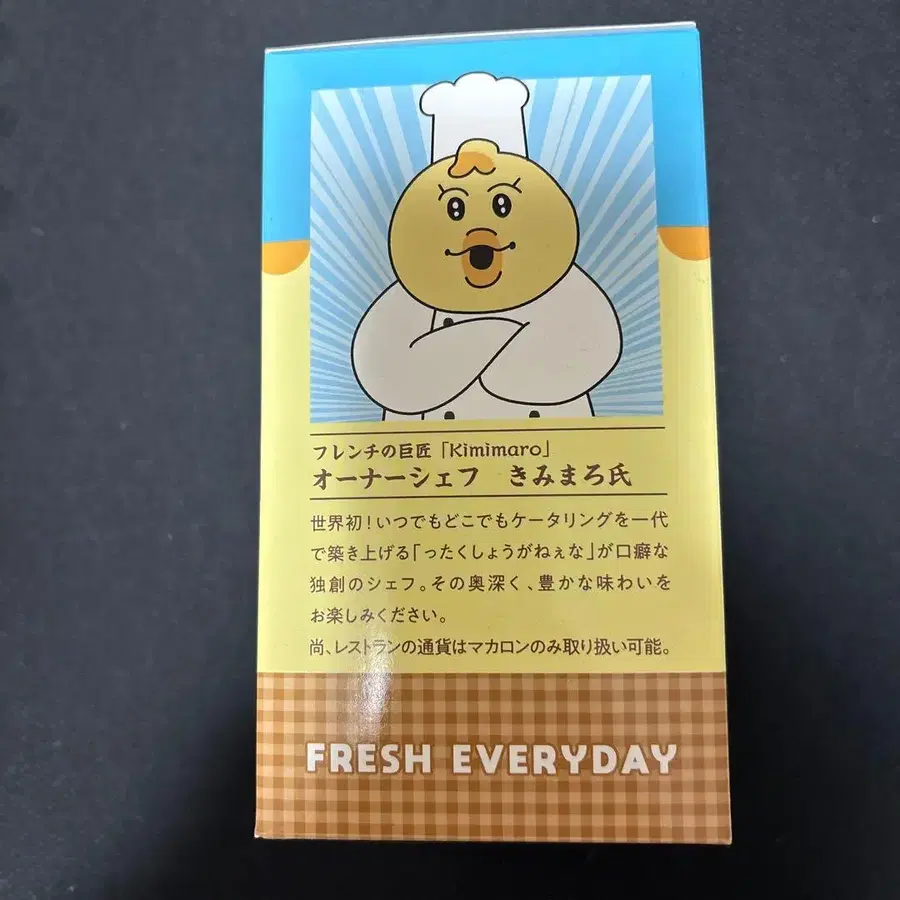 フレンチの巨匠「Kimimaro」
オーナーシェフ きみまろ氏
世界初！いつでもどこでもケータリングを一代
で築き上げる「ったくしょうがねぇな」が口癖な
独創のシェフ。その奥深く、豊かな味わいを
お楽しみください。
尚、レストランの通貨はマカロンのみ取り扱い可能。
FRESH EVERYDAY